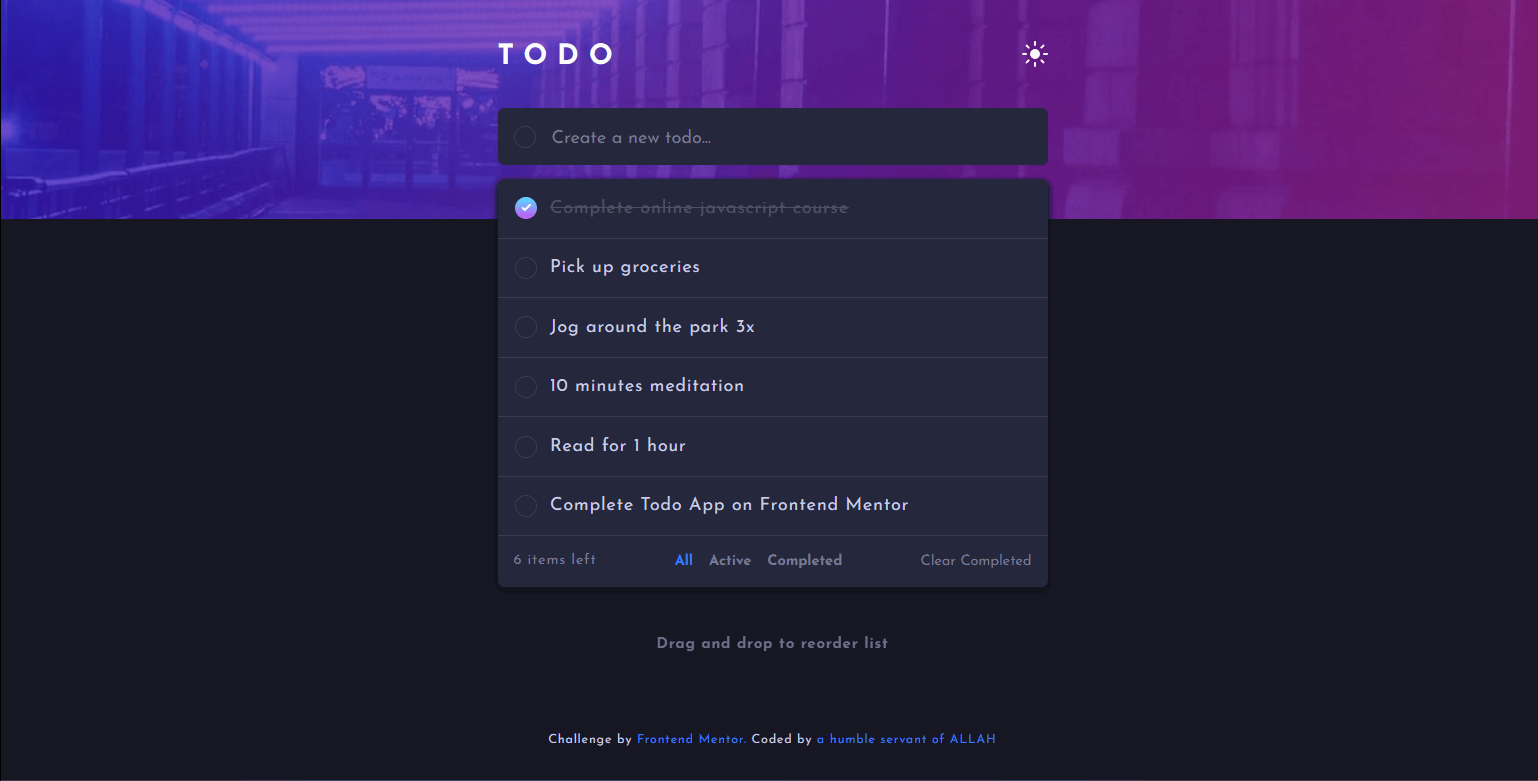 TODO
Create a new todo...
Complete online javascript course
Pick up groceries
Jog around the park 3x
10 minutes meditation
Read for 1 hour
Complete Todo App on Frontend Mentor
6 items left All Active Completed Clear Completed
Drag and drop to reorder list
Challenge by Frontend Mentor. Coded by a humble servant of ALLAH